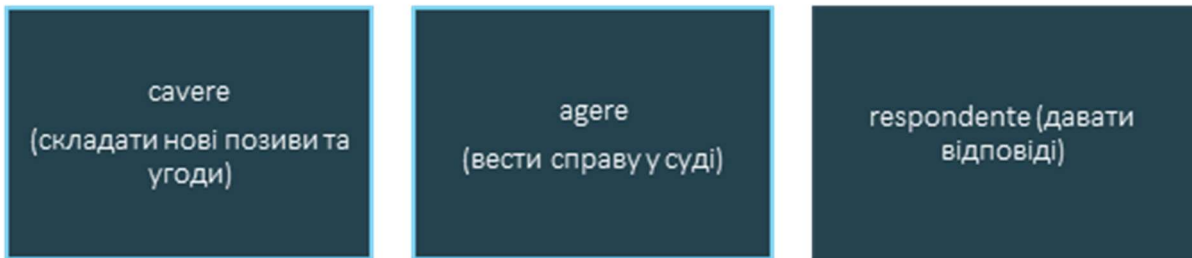 cavere
(складати нові позиви та
угоди)
agere
(вести справу у суді)
respondente (давати
відповіді)